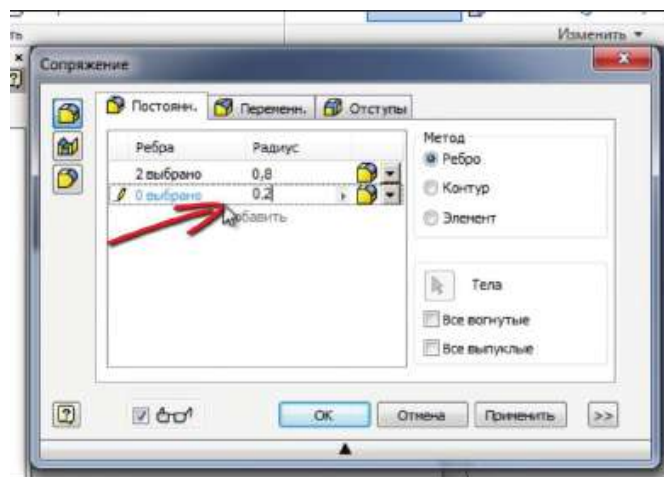 Изменить
Сопряжение
Постоянн.
Переменн.
Отступы
Ребра Радиус
2 выбрано 0,8
0 выбрано 0.2
Метод
Ребро
Контур
Элемент
Тела
Все вогнутые
Все выпуклые
ОК
Отмена
Применить
>>